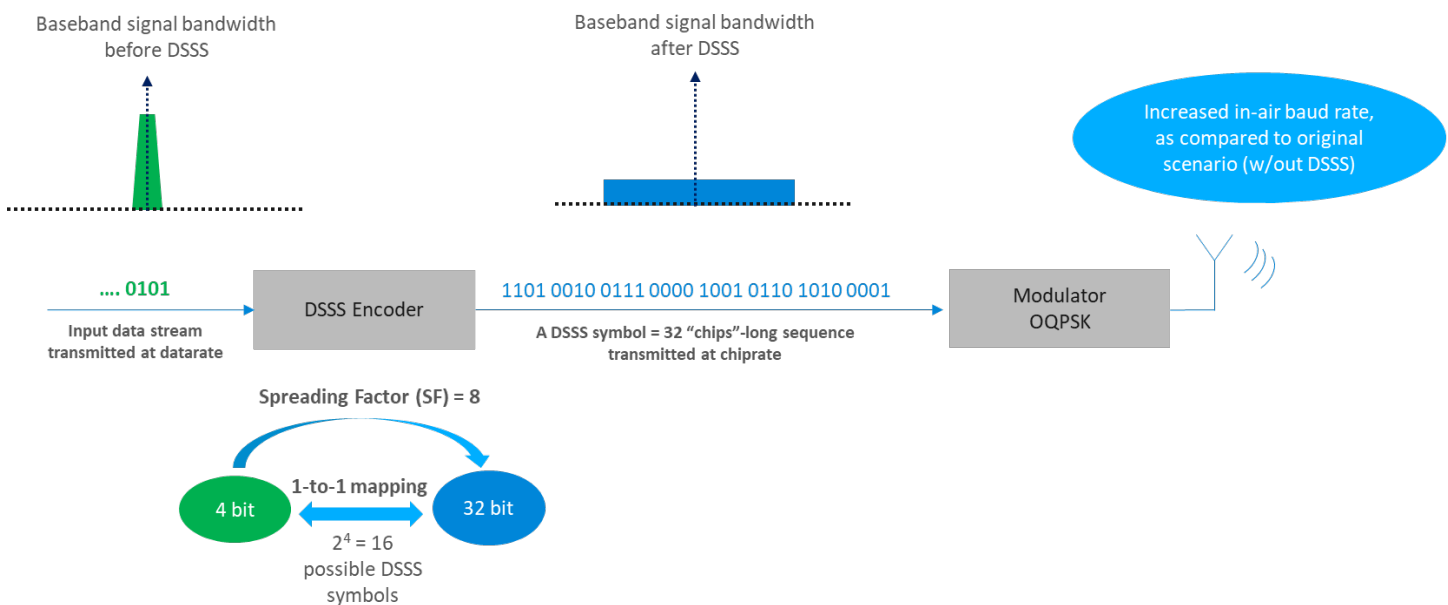 Baseband signal bandwidth
before DSSS
Baseband signal bandwidth
after DSSS
Increased in-air baud rate,
as compared to original
scenario (w/out DSSS)
.... 0101
Input data stream
transmitted at datarate
DSSS Encoder
1101 0010 0111 0000 1001 0110 1010 0001
A DSSS symbol = 32 “chips”-long sequence
transmitted at chiprate
Modulator
OQPSK
Spreading Factor (SF) = 8
4 bit
1-to-1 mapping
32 bit
2⁴ = 16
possible DSSS
symbols